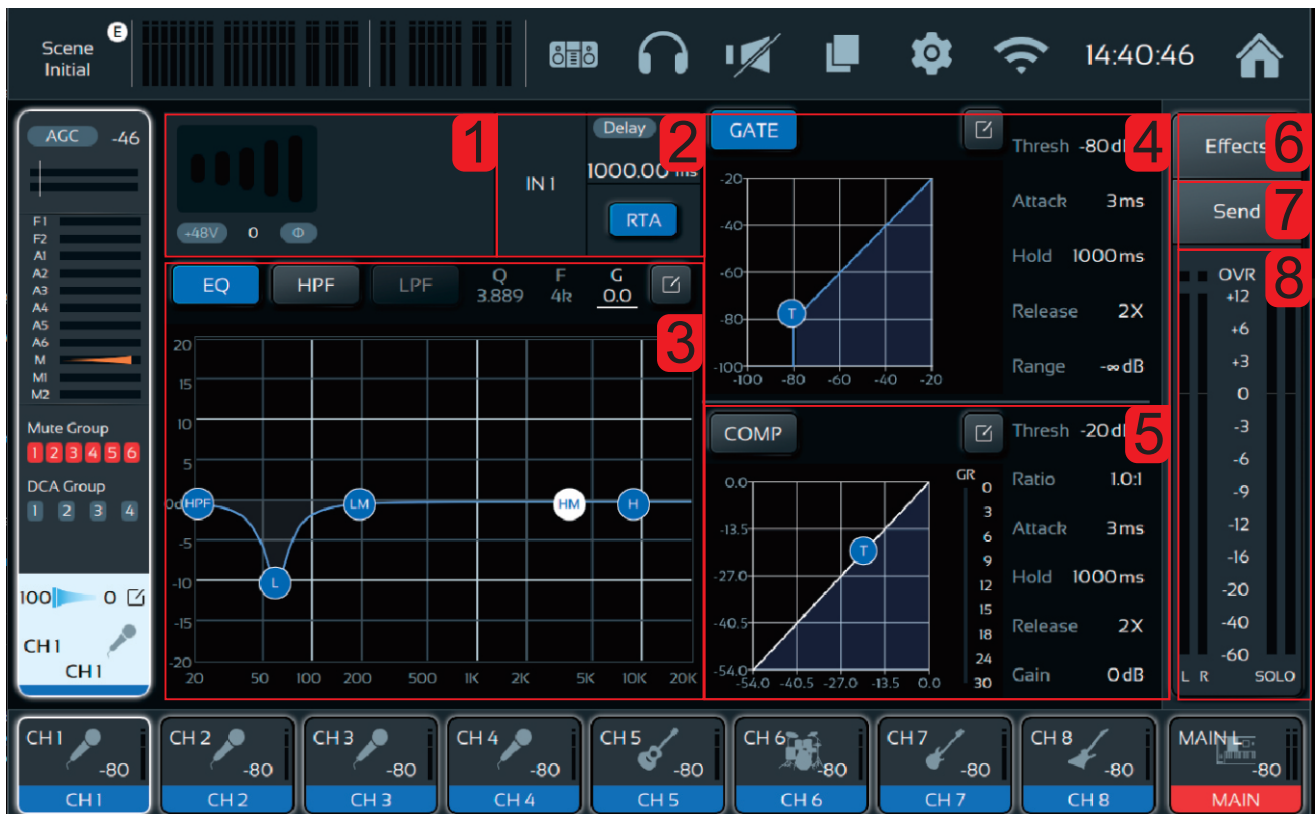 Scene E
Initial
14:40:46
AGC -46
F1
F2
A1
A2
A3
A4
A5
A6
M
M1
M2
Mute Group
1 2 3 4 5 6
DCA Group
1 2 3 4
100 0
CH 1
CH 1
1
+48V 0 Φ
IN 1
Delay 2
1000.00 ms
RTA
EQ HPF LPF Q F G
3.889 4k 0.0
3
20
15
10
5
0d
-5
-10
-15
-20
HPF L LM HM H
20 50 100 200 500 1K 2K 5K 10K 20K
GATE
4
Thresh -80 d
Attack 3ms
Hold 1000ms
Release 2X
Range -∞ dB
-20
-40
-60
-80
-100
T
-100 -80 -60 -40 -20
COMP
5
Thresh -20 d
Ratio 1.0:1
Attack 3ms
Hold 1000ms
Release 2X
Gain 0 dB
0.0
-13.5
-27.0
-40.5
-54.0
T
-54.0 -40.5 -27.0 -13.5 0.0
GR
0
3
6
9
12
15
18
24
30
Effects 6
Send 7
8
OVR
+12
+6
+3
0
-3
-6
-9
-12
-16
-20
-40
-60
L R SOLO
CH 1 -80
CH 1
CH 2 -80
CH 2
CH 3 -80
CH 3
CH 4 -80
CH 4
CH 5 -80
CH 5
CH 6 -80
CH 6
CH 7 -80
CH 7
CH 8 -80
CH 8
MAIN L -80
MAIN